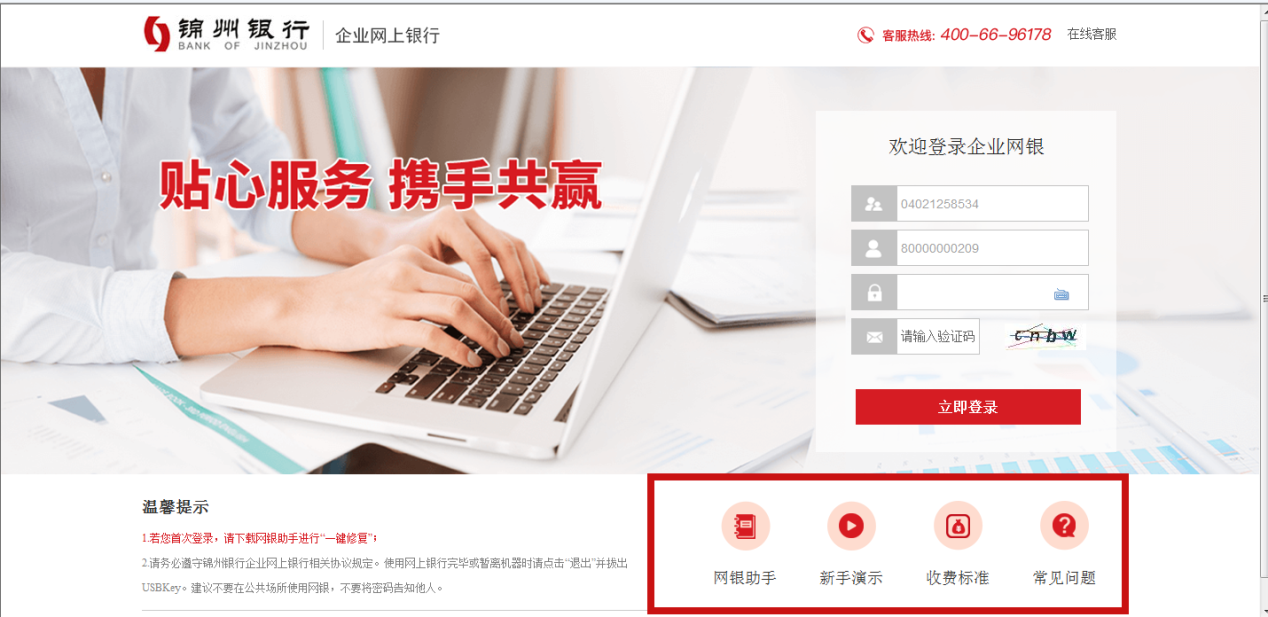 锦州银行
BANK OF JINZHOU
企业网上银行
客服热线: 400-66-96178 在线客服
贴心服务 携手共赢
欢迎登录企业网银
04021258534
80000000209
请输入验证码 cnbw
立即登录
温馨提示
1.若您首次登录，请下载网银助手进行“一键修复”；
2.请务必遵守锦州银行企业网上银行相关协议规定。使用网上银行完毕或暂离机器时请点击“退出”并拔出
USBKey。建议不要在公共场所使用网银，不要将密码告知他人。
网银助手 新手演示 收费标准 常见问题